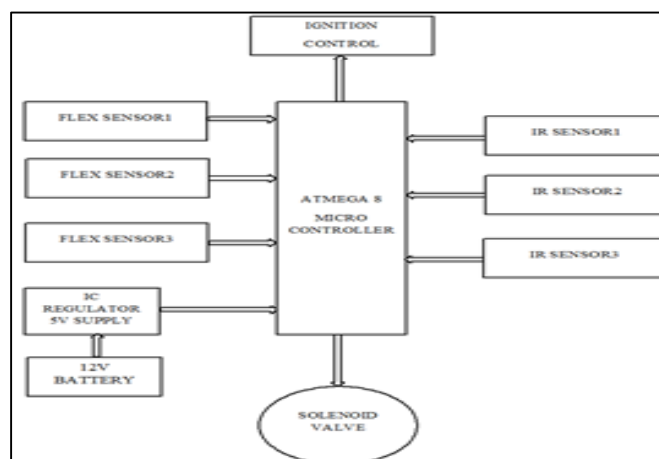 IGNITION
CONTROL
FLEX SENSOR1
FLEX SENSOR2
FLEX SENSOR3
IC
REGULATOR
5V SUPPLY
12V
BATTERY
ATMEGA 8
MICRO
CONTROLLER
IR SENSOR1
IR SENSOR2
IR SENSOR3
SOLENOID
VALVE